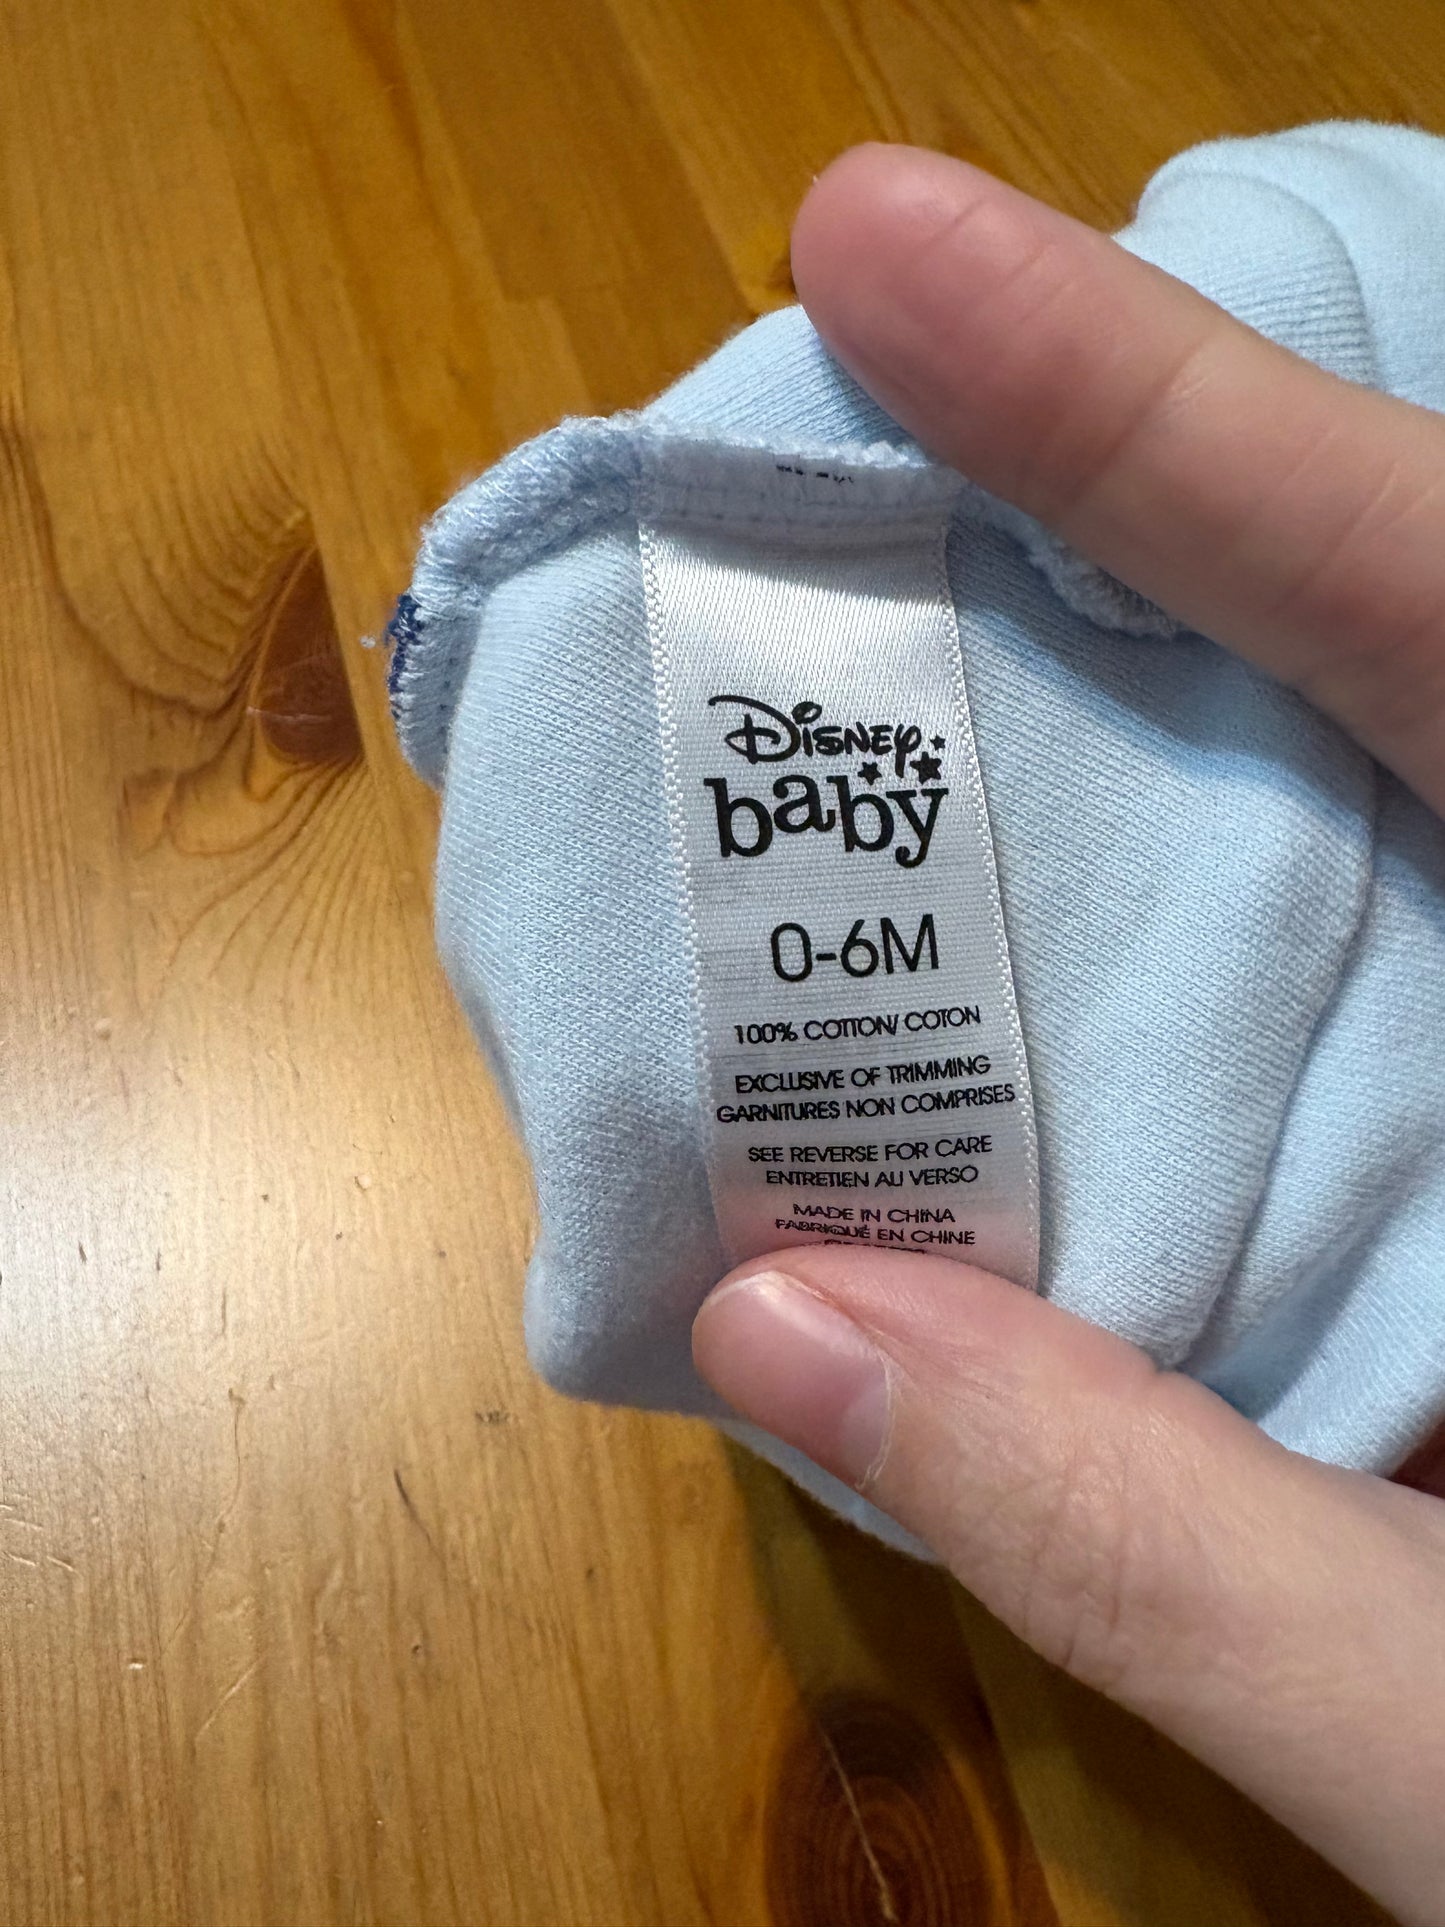 Disney
baby
0-6M
100% COTTON/ COTON
EXCLUSIVE OF TRIMMING
GARNITURES NON COMPRISES
SEE REVERSE FOR CARE
ENTRETIEN AU VERSO
MADE IN CHINA
FABRIQUÉ EN CHINE